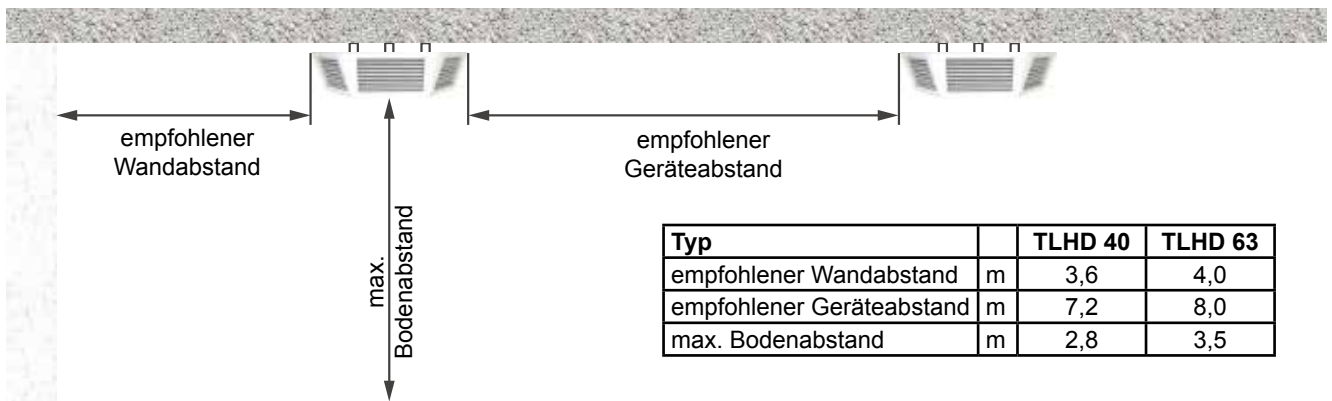 empfohlener
Wandabstand
empfohlener
Geräteabstand
max.
Bodenabstand
Typ TLHD 40 TLHD 63
empfohlener Wandabstand m 3,6 4,0
empfohlener Geräteabstand m 7,2 8,0
max. Bodenabstand m 2,8 3,5